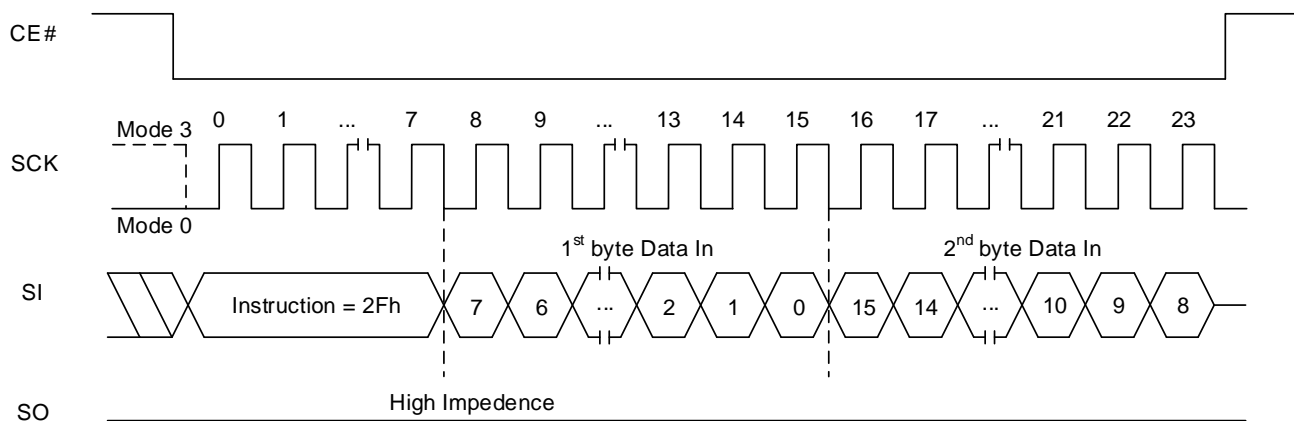 CE#
0 1 ... 7 8 9 ... 13 14 15 16 17 ... 21 22 23
Mode 3
SCK
Mode 0
1st byte Data In 2nd byte Data In
SI Instruction = 2Fh 7 6 ... 2 1 0 15 14 ... 10 9 8
High Impedence
SO